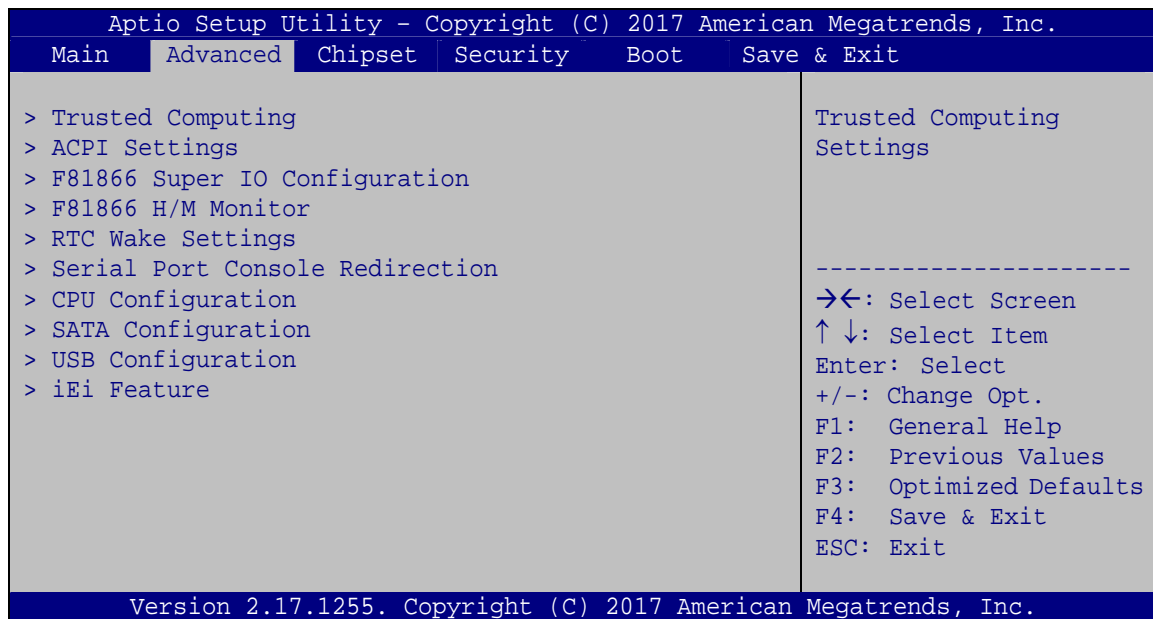 Aptio Setup Utility – Copyright (C) 2017 American Megatrends, Inc.
Main Advanced Chipset Security Boot Save & Exit
> Trusted Computing
> ACPI Settings
> F81866 Super IO Configuration
> F81866 H/M Monitor
> RTC Wake Settings
> Serial Port Console Redirection
> CPU Configuration
> SATA Configuration
> USB Configuration
> iEi Feature
Trusted Computing
Settings
----------------------
→←: Select Screen
↑ ↓: Select Item
Enter: Select
+/-: Change Opt.
F1: General Help
F2: Previous Values
F3: Optimized Defaults
F4: Save & Exit
ESC: Exit
Version 2.17.1255. Copyright (C) 2017 American Megatrends, Inc.